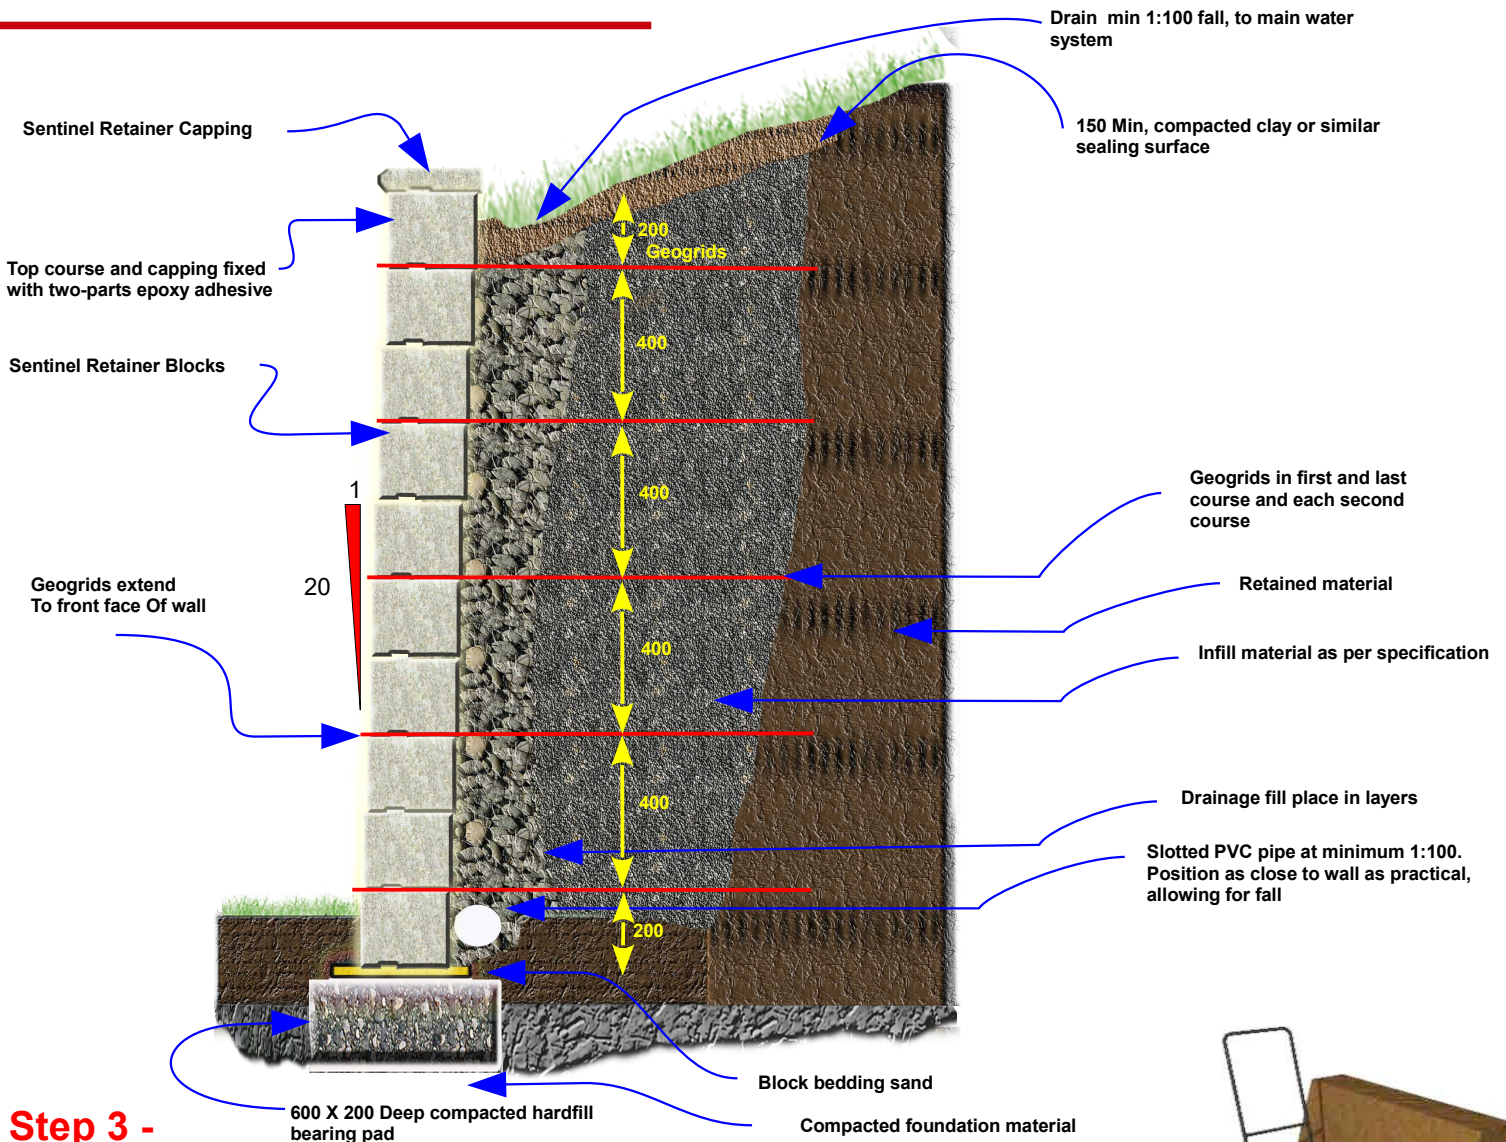 Drain  min 1:100 fall, to main water
system
Sentinel Retainer Capping
150 Min, compacted clay or similar
sealing surface
200
Geogrids
Top course and capping fixed
with two-parts epoxy adhesive
400
Sentinel Retainer Blocks
1
20
400
Geogrids in first and last
course and each second
course
Geogrids extend
To front face Of wall
Retained material
400
Infill material as per specification
400
Drainage fill place in layers
Slotted PVC pipe at minimum 1:100.
Position as close to wall as practical,
allowing for fall
200
Block bedding sand
600 X 200 Deep compacted hardfill
bearing pad
Compacted foundation material
Step 3 -